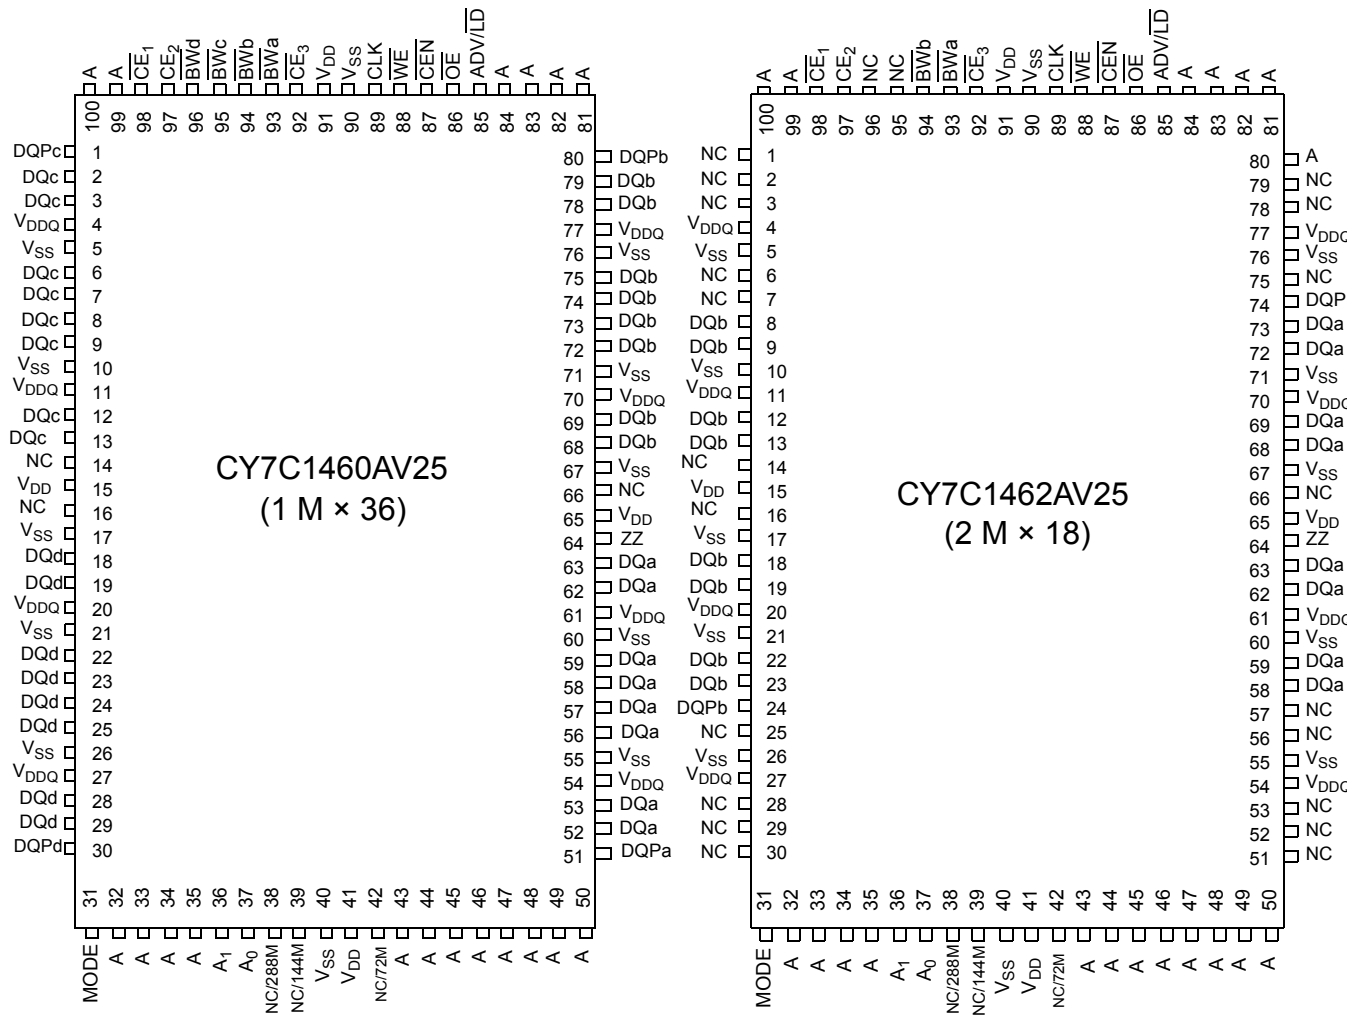 A A CE1 CE2 BWd BWc BWb BWa CE3 VDD VSS CLK WE CEN OE ADV/LD A A A A
100 99 98 97 96 95 94 93 92 91 90 89 88 87 86 85 84 83 82 81
DQPc 1
DQc 2
DQc 3
VDDQ 4
VSS 5
DQc 6
DQc 7
DQc 8
DQc 9
VSS 10
VDDQ 11
DQc 12
DQc 13
NC 14
VDD 15
NC 16
VSS 17
DQd 18
DQd 19
VDDQ 20
VSS 21
DQd 22
DQd 23
DQd 24
DQd 25
VSS 26
VDDQ 27
DQd 28
DQd 29
DQPd 30
CY7C1460AV25
(1 M × 36)
80 DQPb
79 DQb
78 DQb
77 VDDQ
76 VSS
75 DQb
74 DQb
73 DQb
72 DQb
71 VSS
70 VDDQ
69 DQb
68 DQb
67 VSS
66 NC
65 VDD
64 ZZ
63 DQa
62 DQa
61 VDDQ
60 VSS
59 DQa
58 DQa
57 DQa
56 DQa
55 VSS
54 VDDQ
53 DQa
52 DQa
51 DQPa
31 32 33 34 35 36 37 38 39 40 41 42 43 44 45 46 47 48 49 50
MODE A A A A A1 A0 NC/288M NC/144M VSS VDD NC/72M A A A A A A A A
A A CE1 CE2 NC NC BWb BWa CE3 VDD VSS CLK WE CEN OE ADV/LD A A A A
100 99 98 97 96 95 94 93 92 91 90 89 88 87 86 85 84 83 82 81
NC 1
NC 2
NC 3
VDDQ 4
VSS 5
NC 6
NC 7
DQb 8
DQb 9
VSS 10
VDDQ 11
DQb 12
DQb 13
NC 14
VDD 15
NC 16
VSS 17
DQb 18
DQb 19
VDDQ 20
VSS 21
DQb 22
DQb 23
DQPb 24
NC 25
VSS 26
VDDQ 27
NC 28
NC 29
NC 30
CY7C1462AV25
(2 M × 18)
80 A
79 NC
78 NC
77 VDDQ
76 VSS
75 NC
74 DQP
73 DQa
72 DQa
71 VSS
70 VDDQ
69 DQa
68 DQa
67 VSS
66 NC
65 VDD
64 ZZ
63 DQa
62 DQa
61 VDDQ
60 VSS
59 DQa
58 DQa
57 NC
56 NC
55 VSS
54 VDDQ
53 NC
52 NC
51 NC
31 32 33 34 35 36 37 38 39 40 41 42 43 44 45 46 47 48 49 50
MODE A A A A A1 A0 NC/288M NC/144M VSS VDD NC/72M A A A A A A A A